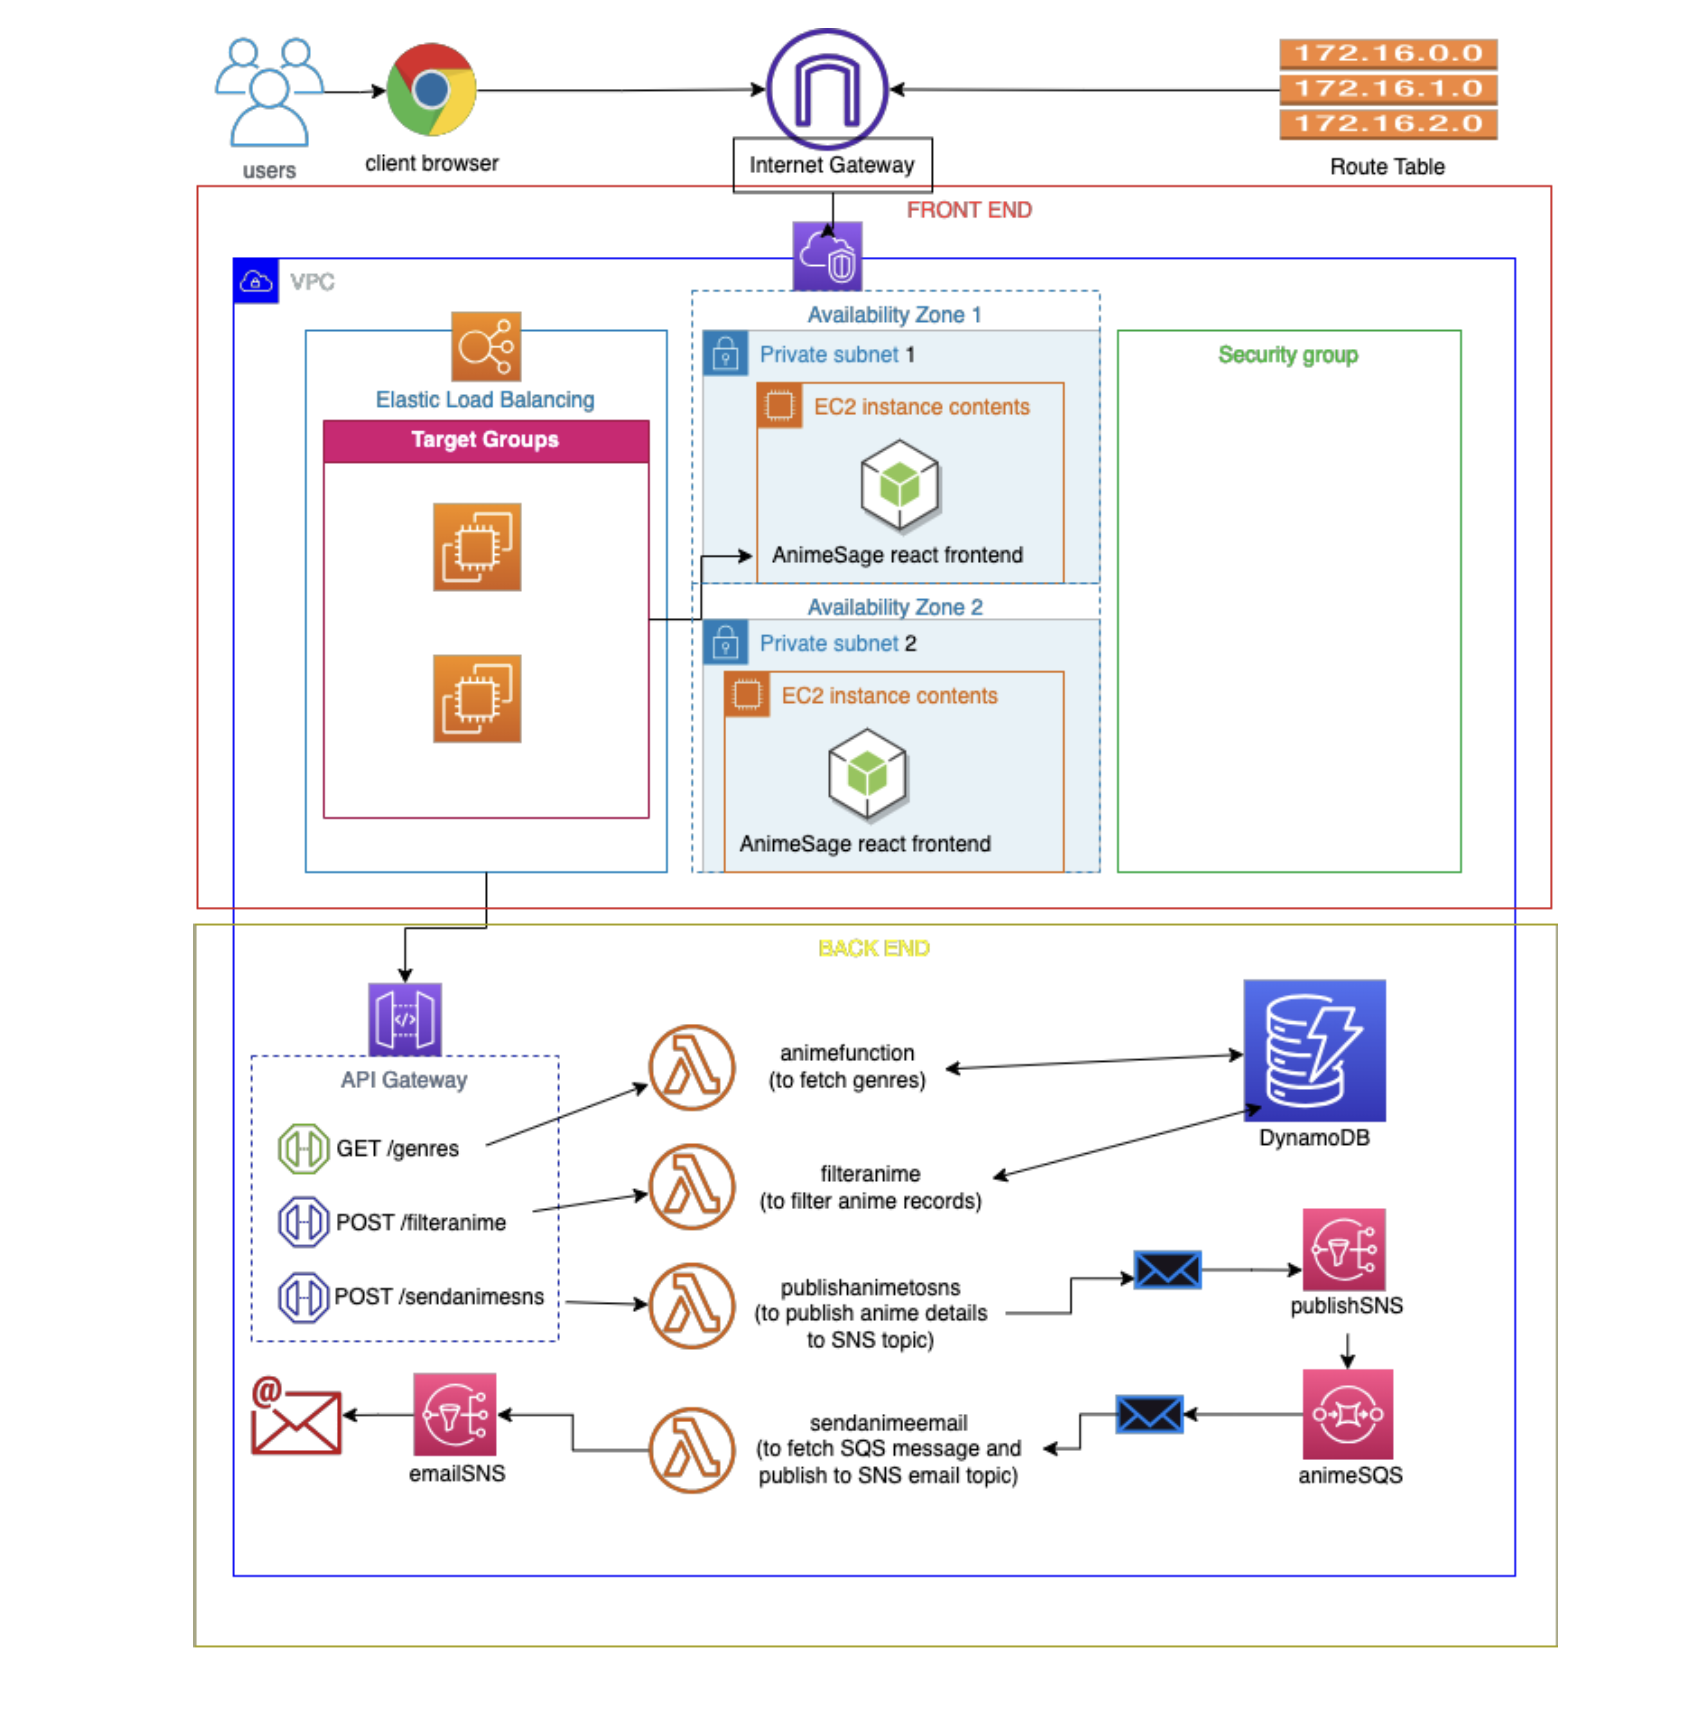 172.16.0.0
172.16.1.0
172.16.2.0
users
client browser
Internet Gateway
Route Table
FRONT END
VPC
Availability Zone 1
Private subnet 1
Security group
Elastic Load Balancing
EC2 instance contents
Target Groups
AnimeSage react frontend
Availability Zone 2
Private subnet 2
EC2 instance contents
AnimeSage react frontend
BACK END
API Gateway
GET /genres
POST /filteranime
POST /sendanimesns
animefunction
(to fetch genres)
DynamoDB
filteranime
(to filter anime records)
publishanimetosns
(to publish anime details
to SNS topic)
publishSNS
@
emailSNS
sendanimeemail
(to fetch SQS message and
publish to SNS email topic)
animeSQS